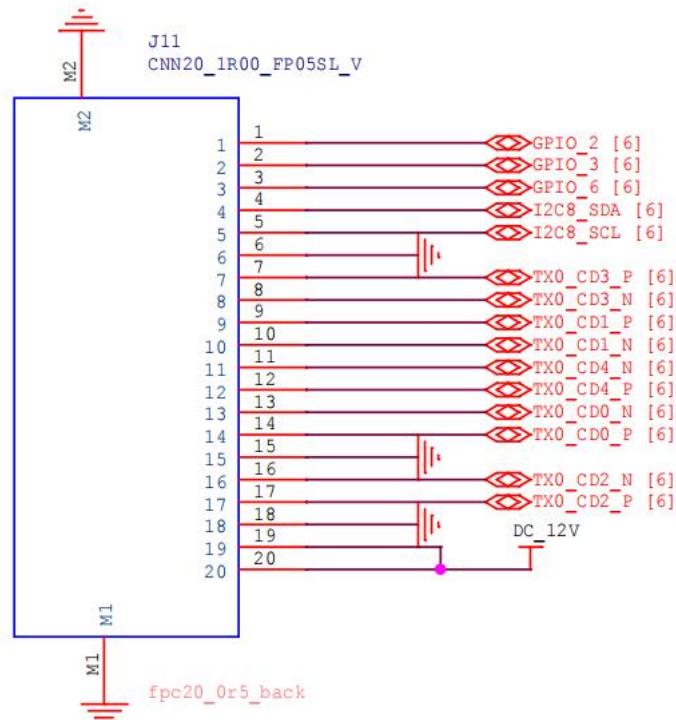 J11
CNN20_1R00_FP05SL_V
M2
M2
1 1 GPIO_2 [6]
2 2 GPIO_3 [6]
3 3 GPIO_6 [6]
4 4 I2C8_SDA [6]
5 5 I2C8_SCL [6]
6 6
7 7 TX0_CD3_P [6]
8 8 TX0_CD3_N [6]
9 9 TX0_CD1_P [6]
10 10 TX0_CD1_N [6]
11 11 TX0_CD4_N [6]
12 12 TX0_CD4_P [6]
13 13 TX0_CD0_N [6]
14 14 TX0_CD0_P [6]
15 15
16 16 TX0_CD2_N [6]
17 17 TX0_CD2_P [6]
18 18
DC_12V
19 19
20 20
M1
M1
fpc20_0r5_back